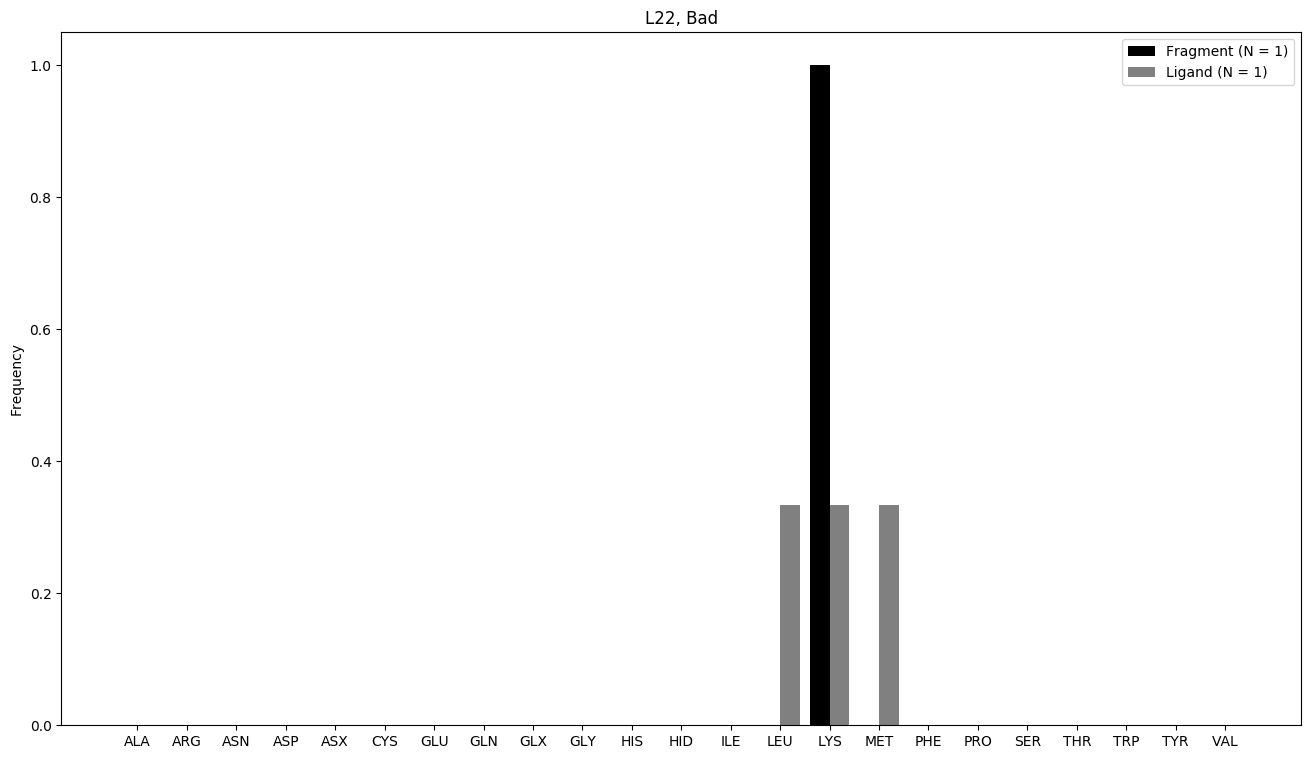 L22, Bad
Fragment (N = 1)
Ligand (N = 1)
Frequency
1.0
0.8
0.6
0.4
0.2
0.0
ALA ARG ASN ASP ASX CYS GLU GLN GLX GLY HIS HID ILE LEU LYS MET PHE PRO SER THR TRP TYR VAL